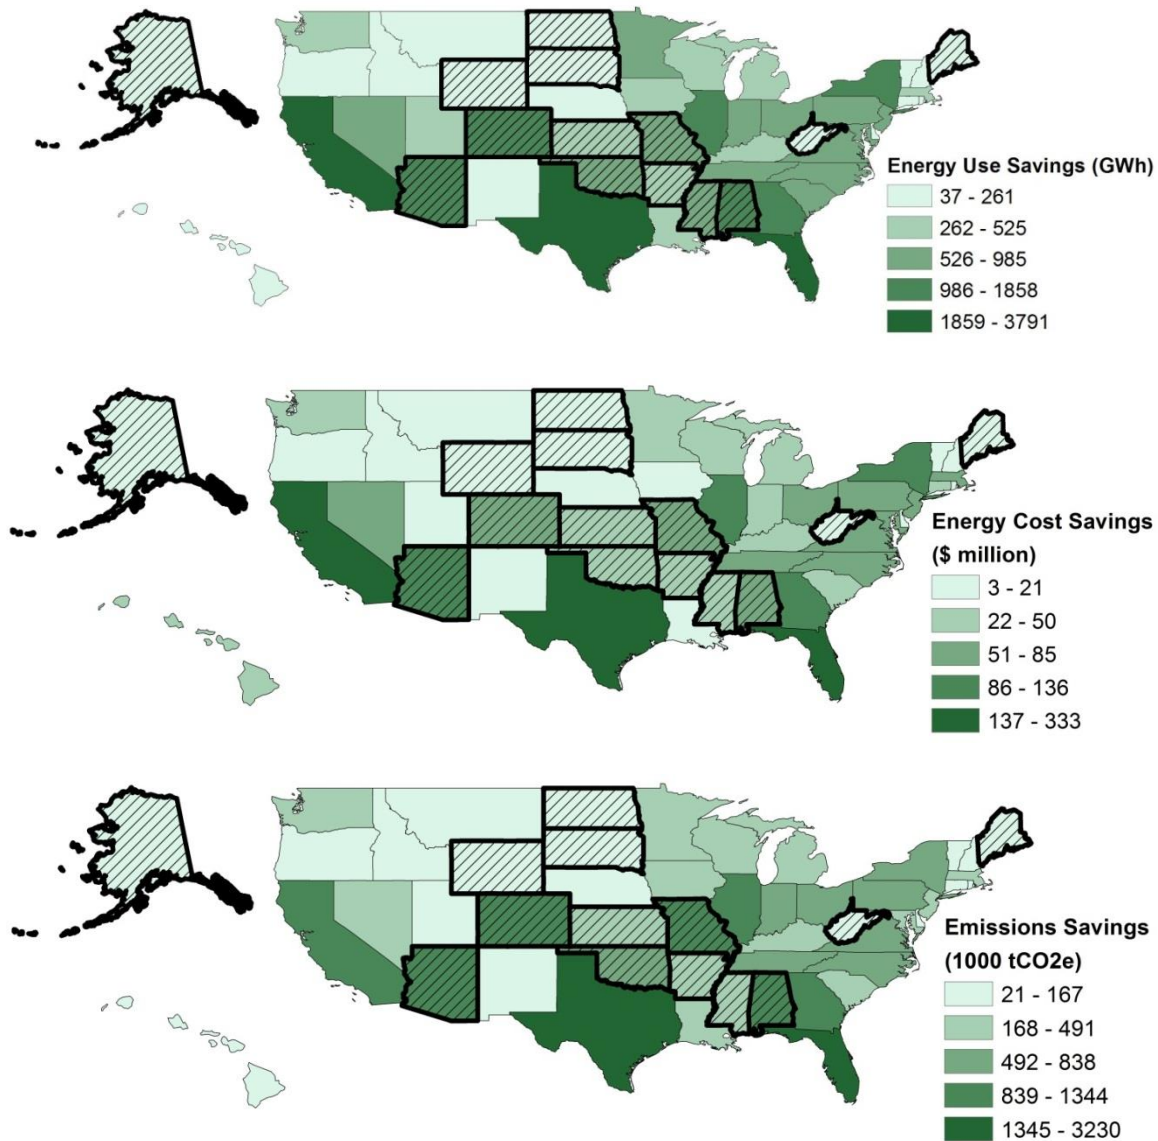 Energy Use Savings (GWh)
37 - 261
262 - 525
526 - 985
986 - 1858
1859 - 3791
Energy Cost Savings
($ million)
3 - 21
22 - 50
51 - 85
86 - 136
137 - 333
Emissions Savings
(1000 tCO2e)
21 - 167
168 - 491
492 - 838
839 - 1344
1345 - 3230